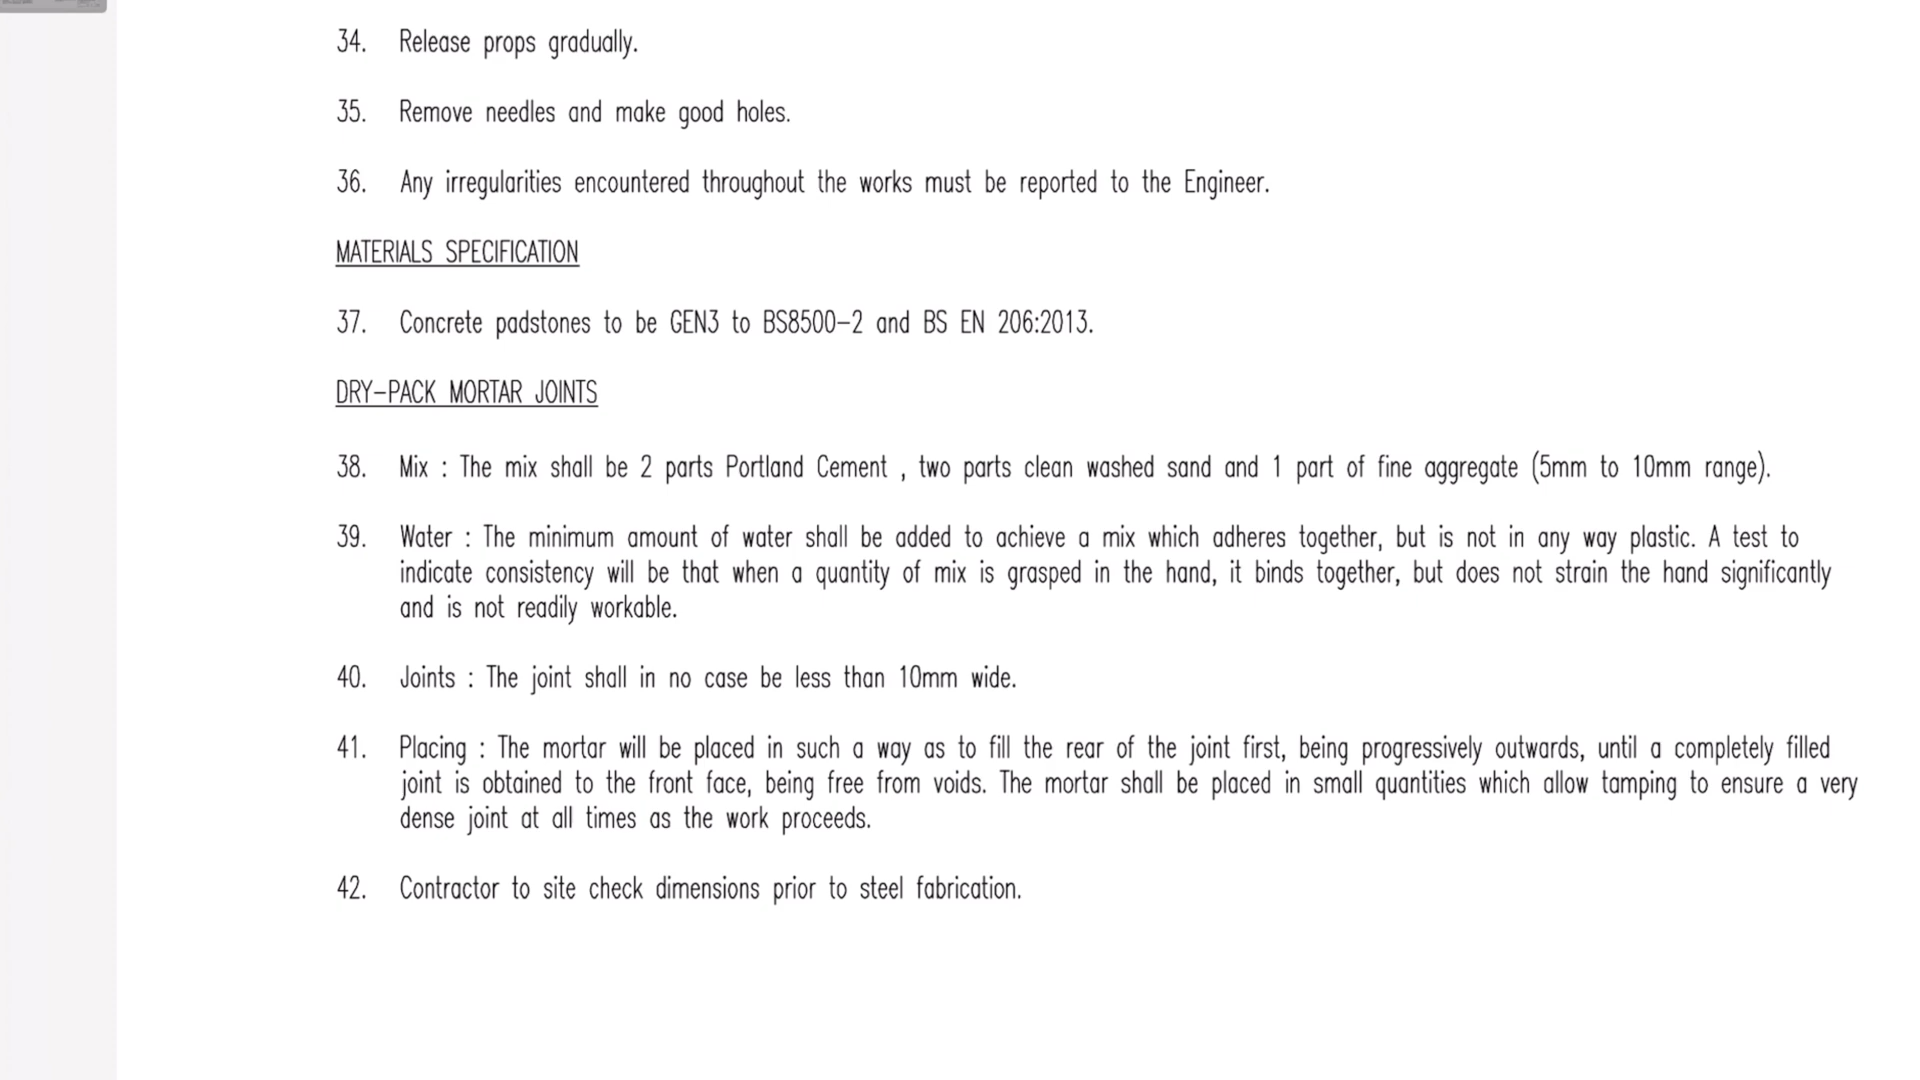 34. Release props gradually.
35. Remove needles and make good holes.
36. Any irregularities encountered throughout the works must be reported to the Engineer.
MATERIALS SPECIFICATION
37. Concrete padstones to be GEN3 to BS8500-2 and BS EN 206:2013.
DRY-PACK MORTAR JOINTS
38. Mix : The mix shall be 2 parts Portland Cement , two parts clean washed sand and 1 part of fine aggregate (5mm to 10mm range).
39. Water : The minimum amount of water shall be added to achieve a mix which adheres together, but is not in any way plastic. A test to
indicate consistency will be that when a quantity of mix is grasped in the hand, it binds together, but does not strain the hand significantly
and is not readily workable.
40. Joints : The joint shall in no case be less than 10mm wide.
41. Placing : The mortar will be placed in such a way as to fill the rear of the joint first, being progressively outwards, until a completely filled
joint is obtained to the front face, being free from voids. The mortar shall be placed in small quantities which allow tamping to ensure a very
dense joint at all times as the work proceeds.
42. Contractor to site check dimensions prior to steel fabrication.